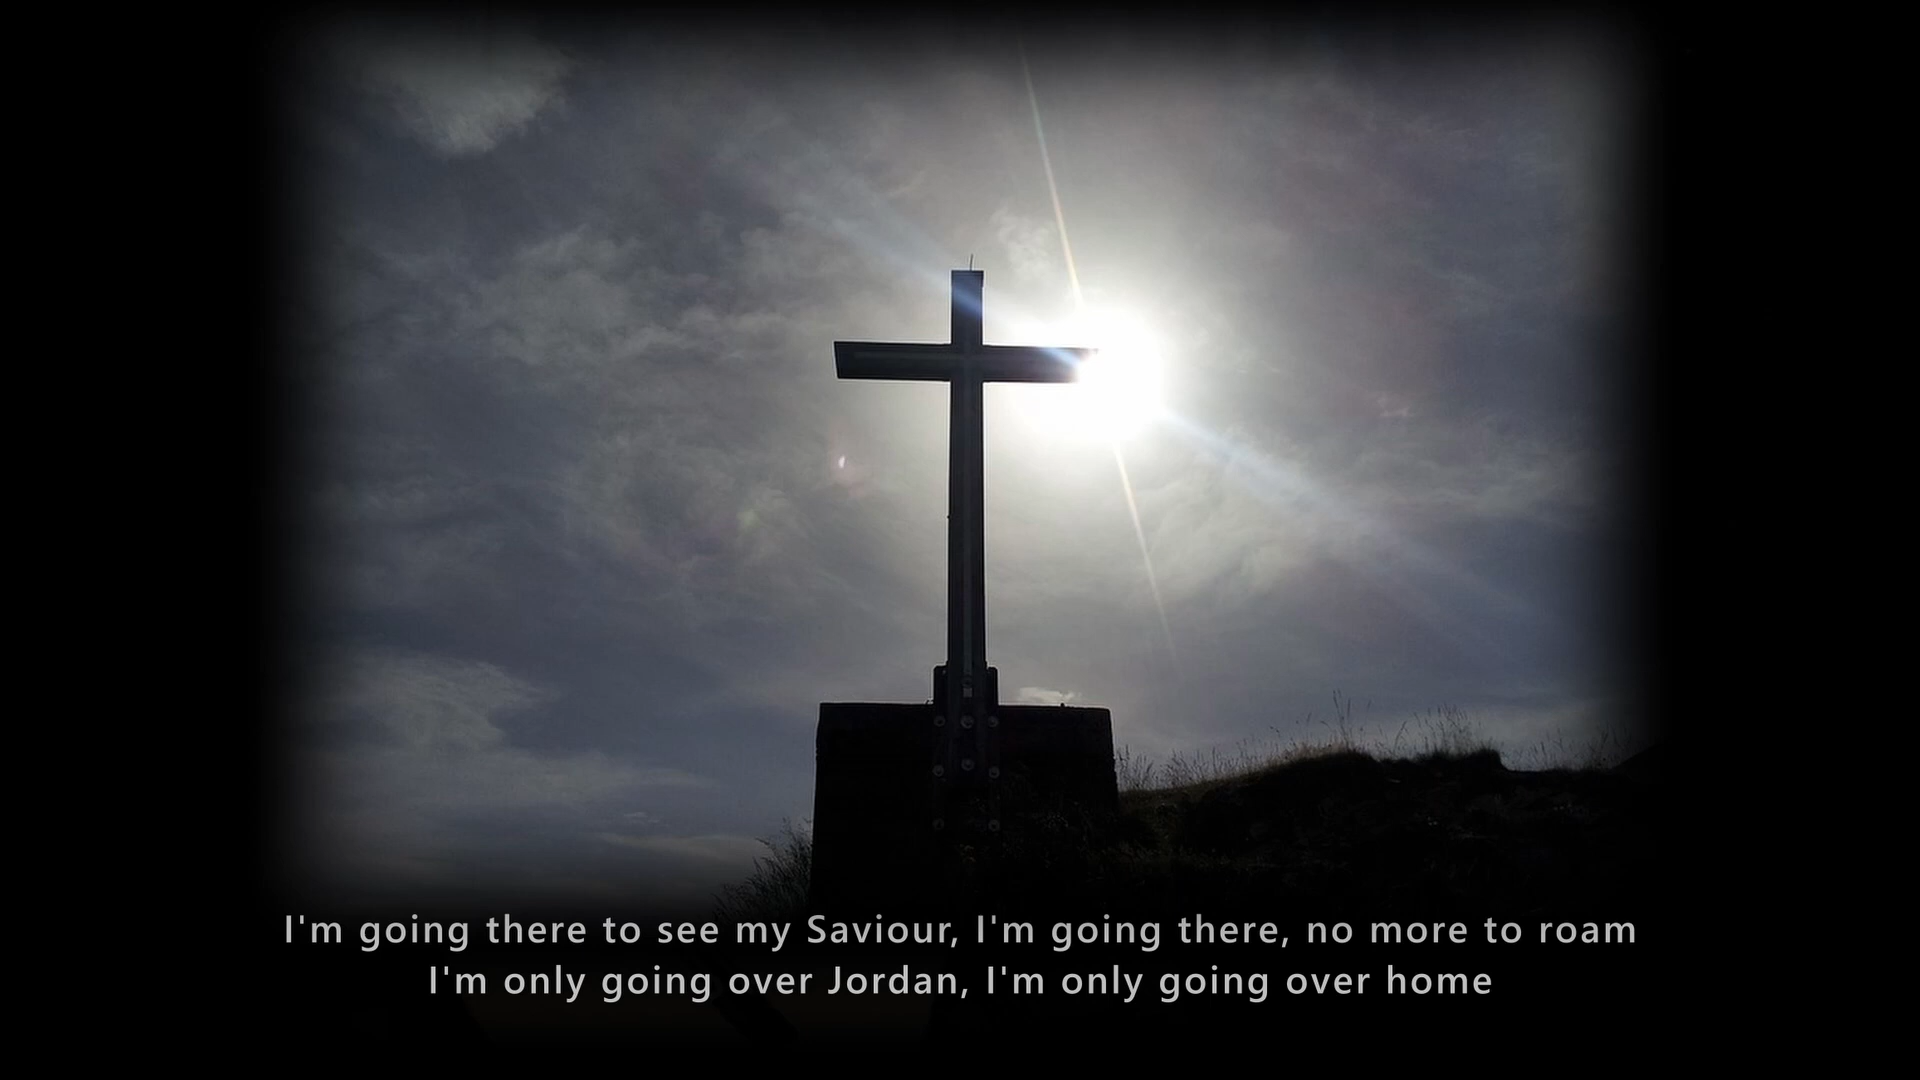 I'm going there to see my Saviour, I'm going there, no more to roam
I'm only going over Jordan, I'm only going over home